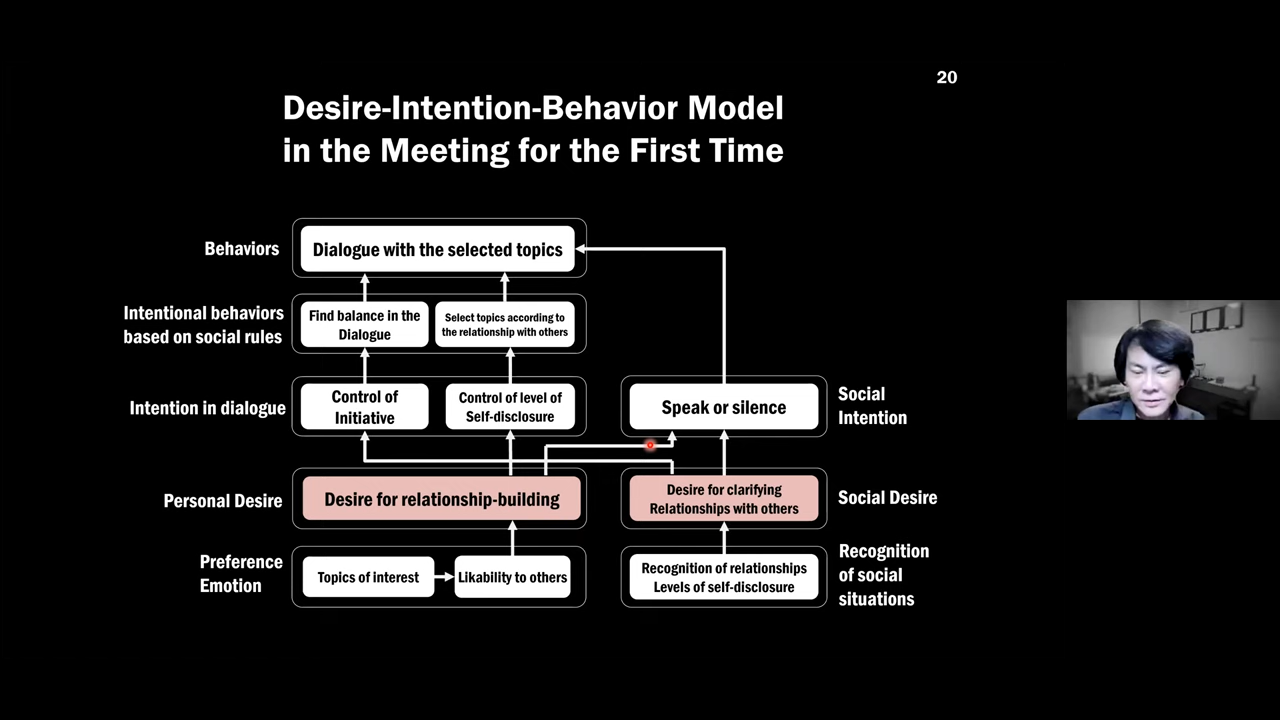 20
Desire-Intention-Behavior Model
in the Meeting for the First Time
Behaviors
Dialogue with the selected topics
Intentional behaviors
based on social rules
Find balance in the
Dialogue
Select topics according to
the relationship with others
Intention in dialogue
Control of
Initiative
Control of level of
Self-disclosure
Speak or silence
Social
Intention
Personal Desire
Desire for relationship-building
Desire for clarifying
Relationships with others
Social Desire
Preference
Emotion
Topics of interest
Likability to others
Recognition of relationships
Levels of self-disclosure
Recognition
of social
situations